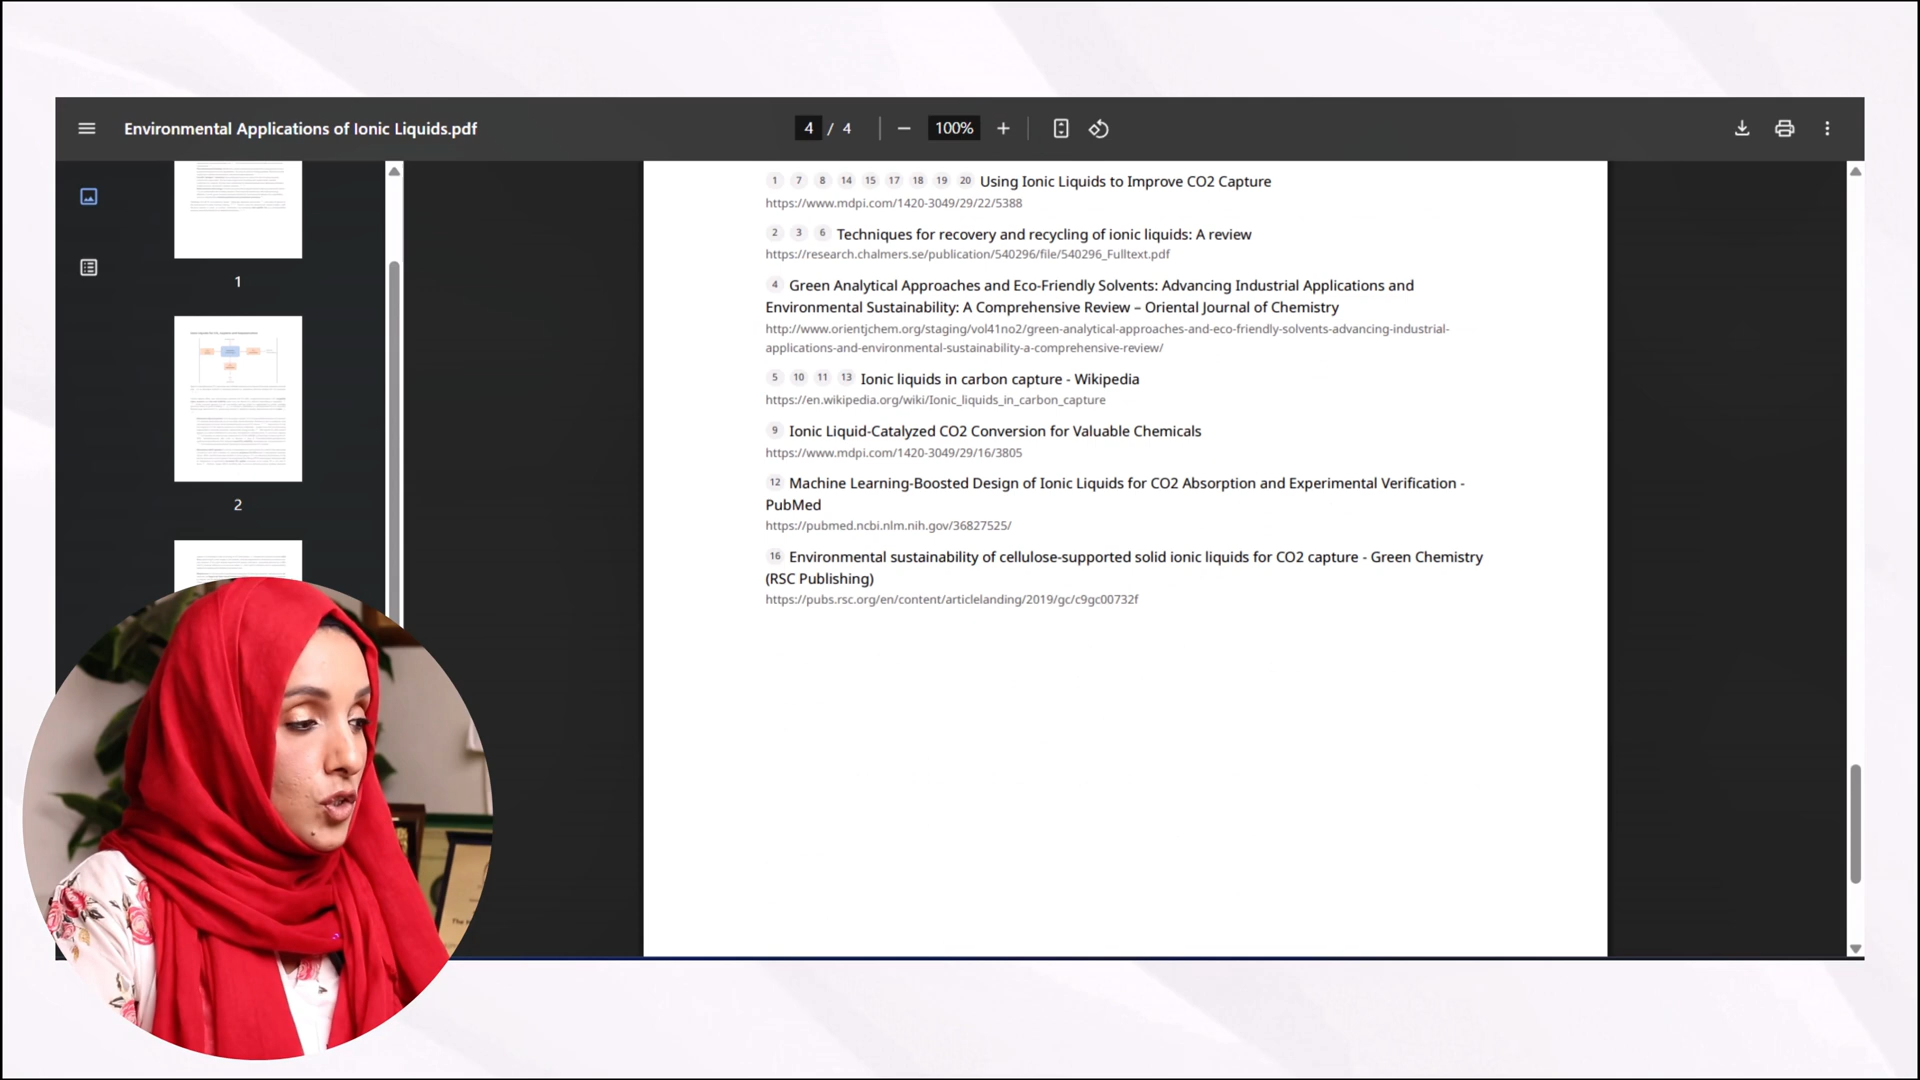 Environmental Applications of Ionic Liquids.pdf
4 / 4
100%
1
2
1 7 8 14 15 17 18 19 20 Using Ionic Liquids to Improve CO2 Capture
https://www.mdpi.com/1420-3049/29/22/5388
2 3 6 Techniques for recovery and recycling of ionic liquids: A review
https://research.chalmers.se/publication/540296/file/540296_Fulltext.pdf
4 Green Analytical Approaches and Eco-Friendly Solvents: Advancing Industrial Applications and
Environmental Sustainability: A Comprehensive Review – Oriental Journal of Chemistry
http://www.orientjchem.org/staging/vol41no2/green-analytical-approaches-and-eco-friendly-solvents-advancing-industrial-
applications-and-environmental-sustainability-a-comprehensive-review/
5 10 11 13 Ionic liquids in carbon capture - Wikipedia
https://en.wikipedia.org/wiki/Ionic_liquids_in_carbon_capture
9 Ionic Liquid-Catalyzed CO2 Conversion for Valuable Chemicals
https://www.mdpi.com/1420-3049/29/16/3805
12 Machine Learning-Boosted Design of Ionic Liquids for CO2 Absorption and Experimental Verification -
PubMed
https://pubmed.ncbi.nlm.nih.gov/36827525/
16 Environmental sustainability of cellulose-supported solid ionic liquids for CO2 capture - Green Chemistry
(RSC Publishing)
https://pubs.rsc.org/en/content/articlelanding/2019/gc/c9gc00732f